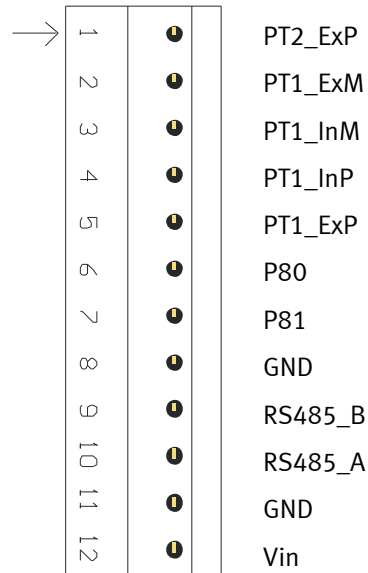 1 PT2_ExP
2 PT1_ExM
3 PT1_InM
4 PT1_InP
5 PT1_ExP
6 P80
7 P81
8 GND
9 RS485_B
10 RS485_A
11 GND
12 Vin